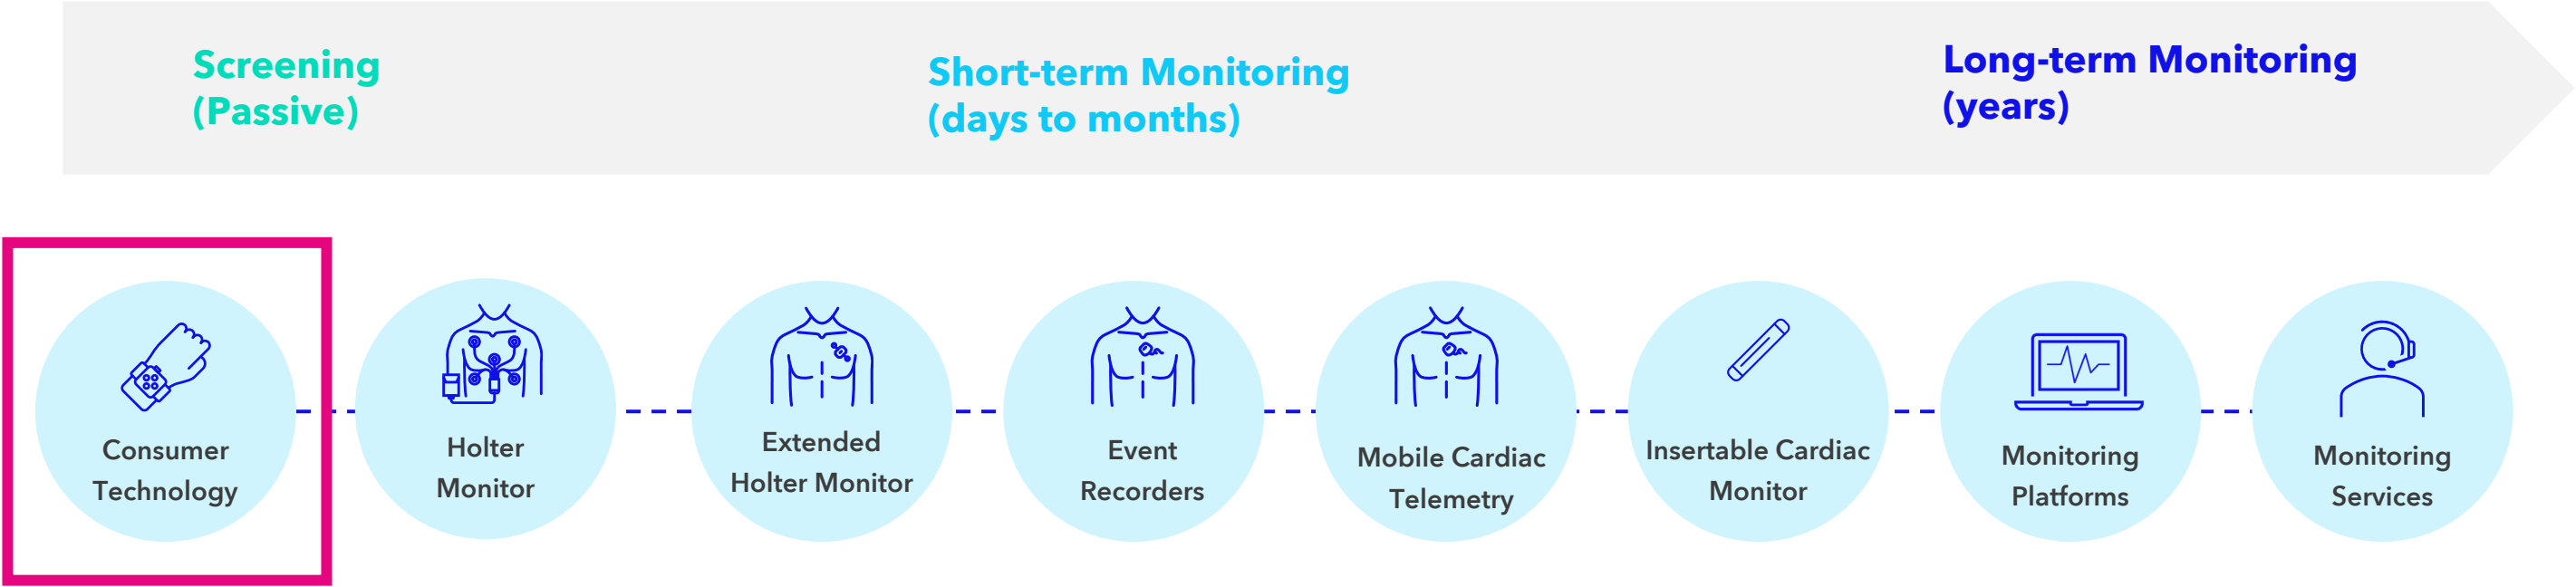 Screening
(Passive)
Short-term Monitoring
(days to months)
Long-term Monitoring
(years)
Consumer
Technology
Holter
Monitor
Extended
Holter Monitor
Event
Recorders
Mobile Cardiac
Telemetry
Insertable Cardiac
Monitor
Monitoring
Platforms
Monitoring
Services